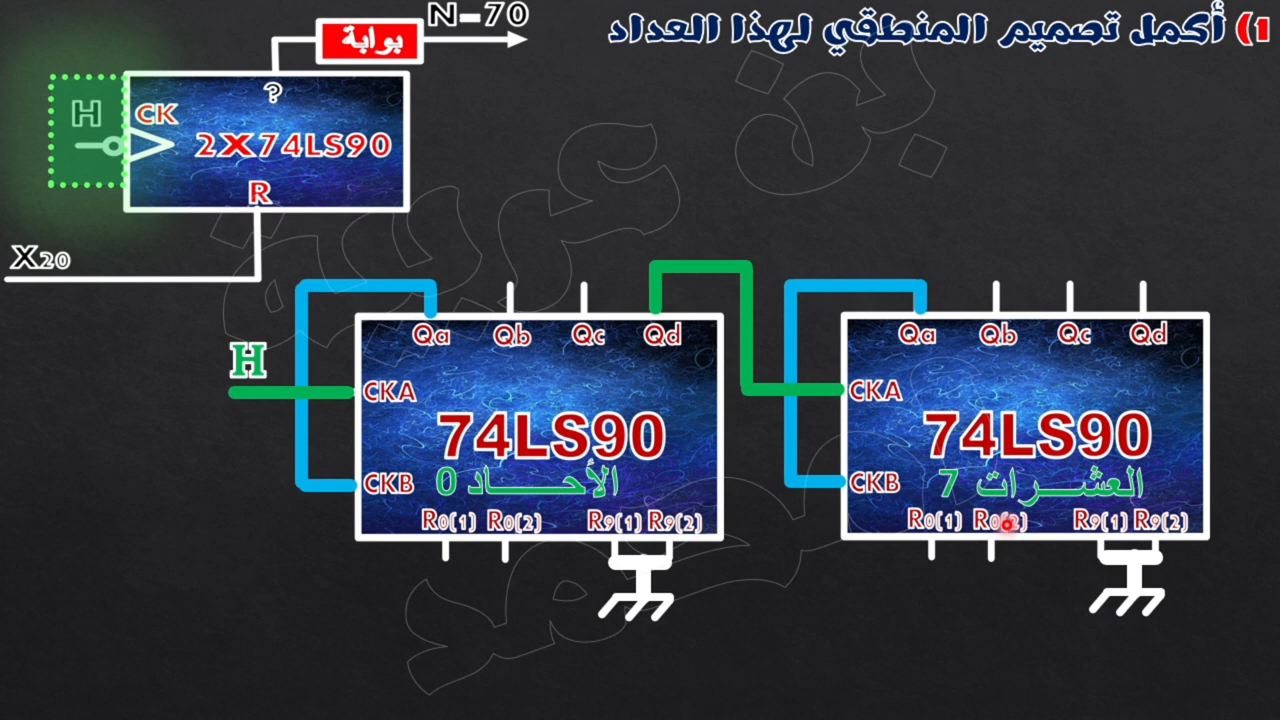 1) أكمل تصميم المنطقي لهذا العداد
N-70
بوابة
?
H
CK
2X74LS90
R
X20
H
Qa Qb Qc Qd
CKA
74LS90
CKB
الأحـــــاد 0
R0(1) R0(2) R9(1) R9(2)
Qa Qb Qc Qd
CKA
74LS90
CKB
العشـــرات 7
R0(1) R0(2) R9(1) R9(2)